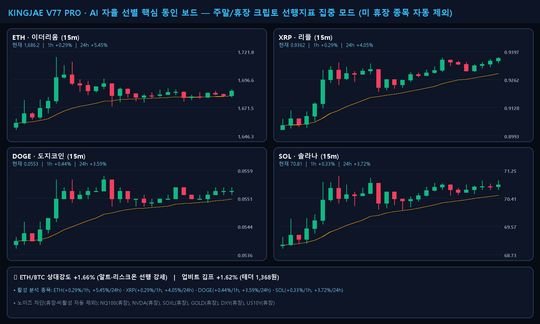 KINGJAE V77 PRO · AI 자율 선별 핵심 동인 보드 — 주말/휴장 크립토 선행지표 집중 모드 (미 휴장 종목 자동 제외)
ETH · 이더리움 (15m)
현재 1,686.2 | 1h +0.29% | 24h +5.45%
1,721.8
1,696.6
1,671.5
1,646.3
XRP · 리플 (15m)
현재 0.9362 | 1h +0.29% | 24h +4.05%
0.9397
0.9262
0.9128
0.8993
DOGE · 도지코인 (15m)
현재 0.0553 | 1h +0.44% | 24h +3.59%
0.0559
0.0551
0.0544
0.0536
SOL · 솔라나 (15m)
현재 70.81 | 1h +0.33% | 24h +3.72%
71.25
70.41
69.57
68.73
ETH/BTC 상대강도 +1.66% (알트·리스크온 선행 강세) | 업비트 김프 +1.62% (테더 1,368원)
• 활성 분석 종목: ETH(+0.29%/1h, +5.45%/24h) · XRP(+0.29%/1h, +4.05%/24h) · DOGE(+0.44%/1h, +3.59%/24h) · SOL(+0.33%/1h, +3.72%/24h)
• 노이즈 차단(휴장·비활성 자동 제외): NQ100(휴장), NVDA(휴장), SOXL(휴장), GOLD(휴장), DXY(휴장), US10Y(휴장)